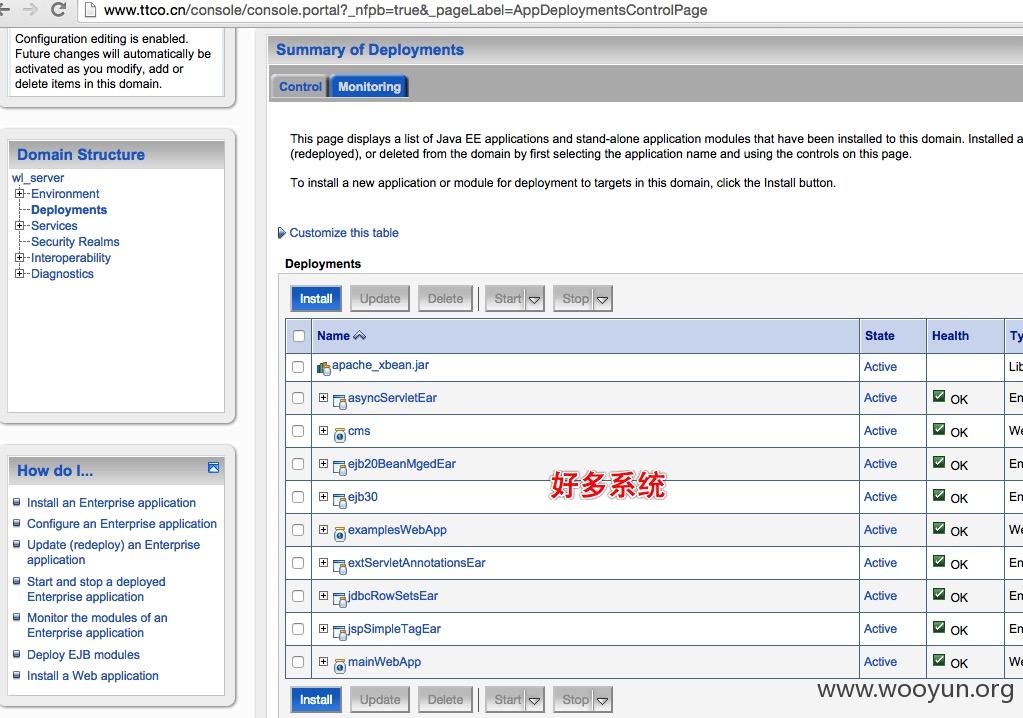 www.ttco.cn/console/console.portal?_nfpb=true&_pageLabel=AppDeploymentsControlPage
Configuration editing is enabled.
Future changes will automatically be
activated as you modify, add or
delete items in this domain.
Domain Structure
wl_server
Environment
Deployments
Services
Security Realms
Interoperability
Diagnostics
How do I...
Install an Enterprise application
Configure an Enterprise application
Update (redeploy) an Enterprise
application
Start and stop a deployed
Enterprise application
Monitor the modules of an
Enterprise application
Deploy EJB modules
Install a Web application
Summary of Deployments
Control Monitoring
This page displays a list of Java EE applications and stand-alone application modules that have been installed to this domain. Installed a
(redeployed), or deleted from the domain by first selecting the application name and using the controls on this page.
To install a new application or module for deployment to targets in this domain, click the Install button.
Customize this table
Deployments
Install Update Delete Start Stop
Name State Health Ty
apache_xbean.jar Active Lib
asyncServletEar Active OK En
cms Active OK We
ejb20BeanMgedEar Active OK En
ejb30 Active OK En
examplesWebApp Active OK We
extServletAnnotationsEar Active OK En
jdbcRowSetsEar Active OK En
jspSimpleTagEar Active OK En
mainWebApp Active OK We
好多系统
Install Update Delete Start Stop
www.wooyun.org